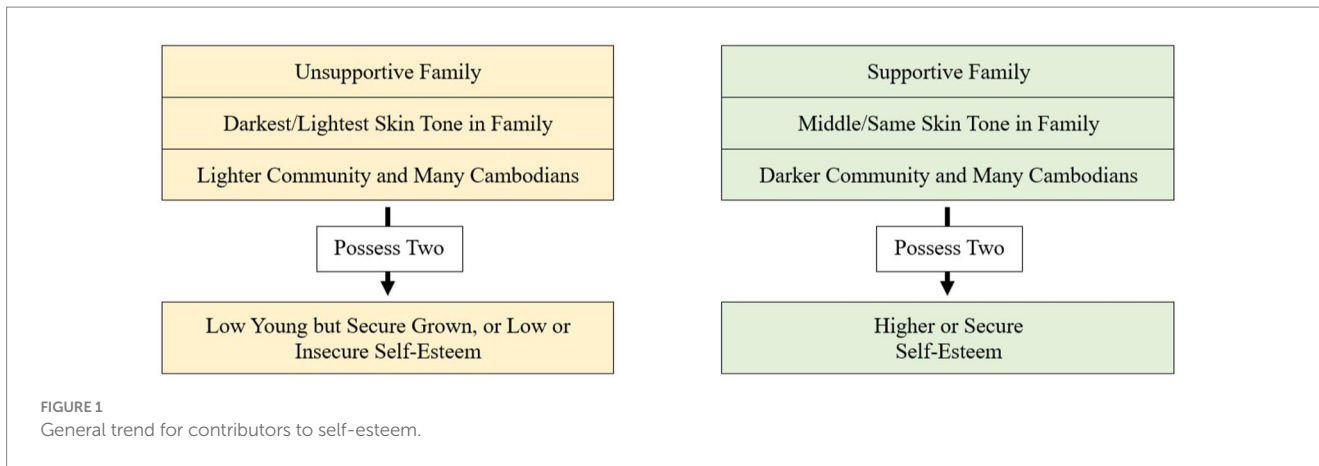 Unsupportive Family
Darkest/Lightest Skin Tone in Family
Lighter Community and Many Cambodians
Possess Two
Low Young but Secure Grown, or Low or
Insecure Self-Esteem
Supportive Family
Middle/Same Skin Tone in Family
Darker Community and Many Cambodians
Possess Two
Higher or Secure
Self-Esteem
FIGURE 1
General trend for contributors to self-esteem.